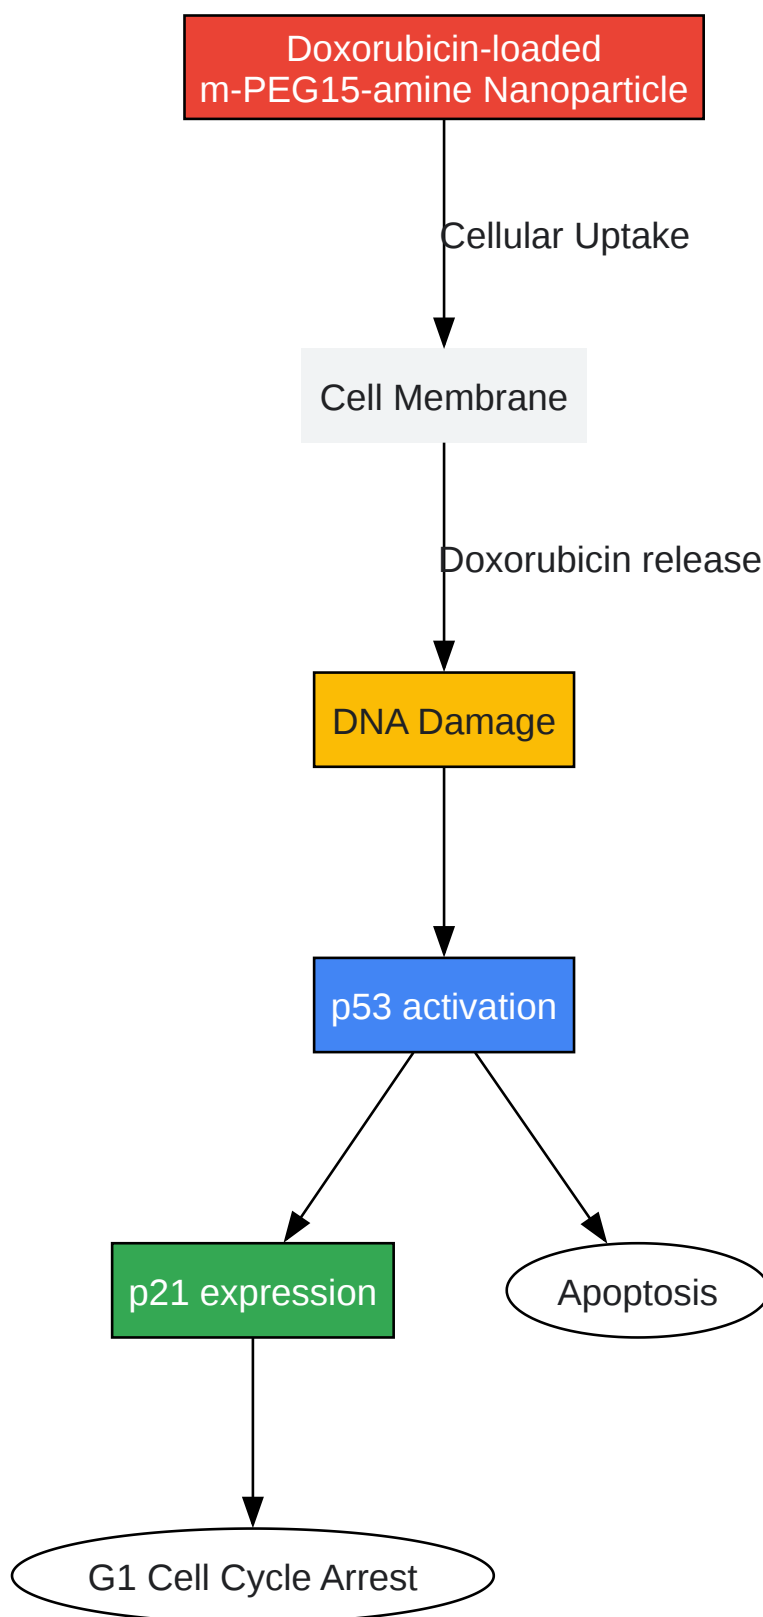 Doxorubicin-loaded
m-PEG15-amine Nanoparticle
Cellular Uptake
Cell Membrane
Doxorubicin release
DNA Damage
p53 activation
p21 expression
Apoptosis
G1 Cell Cycle Arrest